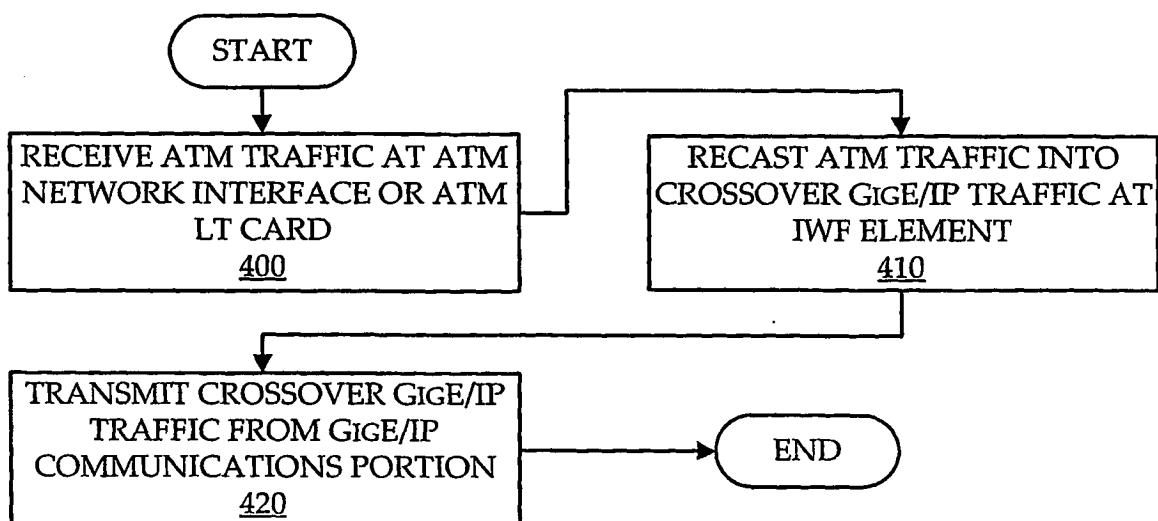 START
RECEIVE ATM TRAFFIC AT ATM
NETWORK INTERFACE OR ATM
LT CARD
400
RECAST ATM TRAFFIC INTO
CROSSOVER GIGE/IP TRAFFIC AT
IWF ELEMENT
410
TRANSMIT CROSSOVER GIGE/IP
TRAFFIC FROM GIGE/IP
COMMUNICATIONS PORTION
420
END